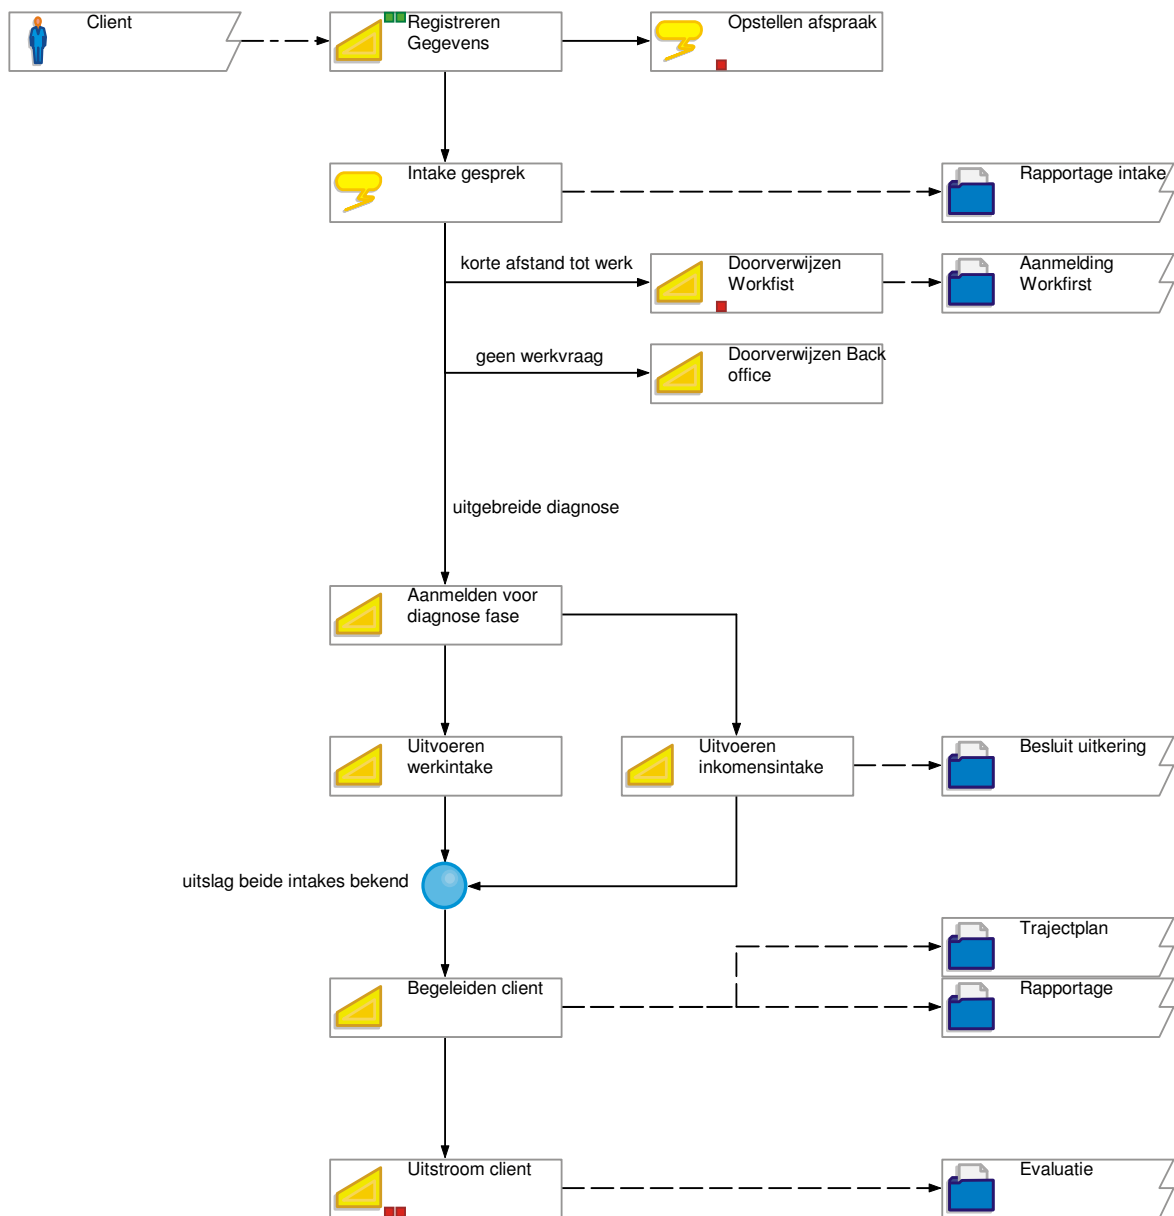 Client
Registreren
Gegevens
Opstellen afspraak
Intake gesprek
Rapportage intake
korte afstand tot werk
Doorverwijzen
Workfist
Aanmelding
Workfirst
geen werkvraag
Doorverwijzen Back
office
uitgebreide diagnose
Aanmelden voor
diagnose fase
Uitvoeren
werkintake
Uitvoeren
inkomensintake
Besluit uitkering
uitslag beide intakes bekend
Trajectplan
Begeleiden client
Rapportage
Uitstroom client
Evaluatie